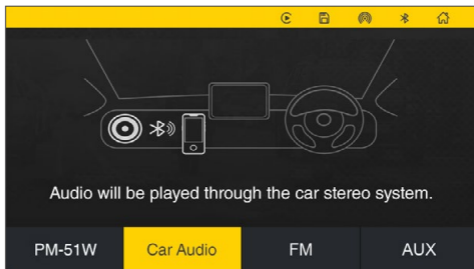 Audio will be played through the car stereo system.
PM-51W
Car Audio
FM
AUX